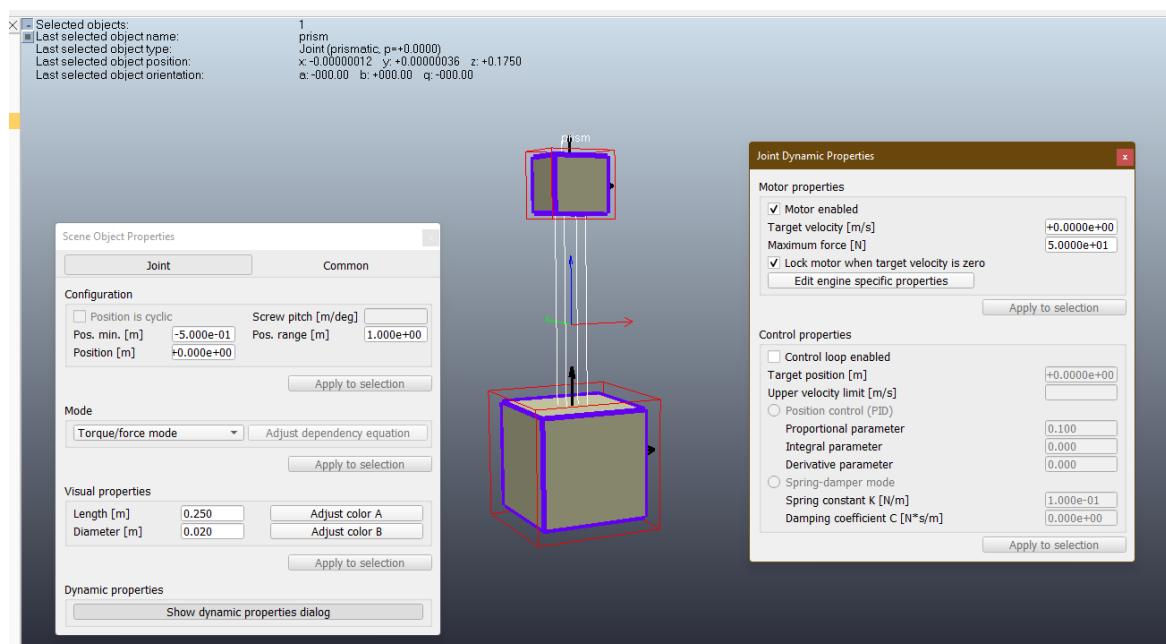 Selected objects: 1
Last selected object name: prism
Last selected object type: Joint (prismatic, p=+0.0000)
Last selected object position: x: -0.00000012 y: +0.00000036 z: +0.1750
Last selected object orientation: a: -000.00 b: +000.00 g: -000.00
prism
Scene Object Properties
x
Joint Common
Configuration
Position is cyclic Screw pitch [m/deg]
Pos. min. [m] -5.000e-01 Pos. range [m] 1.000e+00
Position [m] +0.000e+00
Apply to selection
Mode
Torque/force mode Adjust dependency equation
Apply to selection
Visual properties
Length [m] 0.250 Adjust color A
Diameter [m] 0.020 Adjust color B
Apply to selection
Dynamic properties
Show dynamic properties dialog
Joint Dynamic Properties
x
Motor properties
Motor enabled
Target velocity [m/s] +0.0000e+00
Maximum force [N] 5.0000e+01
Lock motor when target velocity is zero
Edit engine specific properties
Apply to selection
Control properties
Control loop enabled
Target position [m] +0.0000e+00
Upper velocity limit [m/s]
Position control (PID)
Proportional parameter 0.100
Integral parameter 0.000
Derivative parameter 0.000
Spring-damper mode
Spring constant K [N/m] 1.000e-01
Damping coefficient C [N*s/m] 0.000e+00
Apply to selection